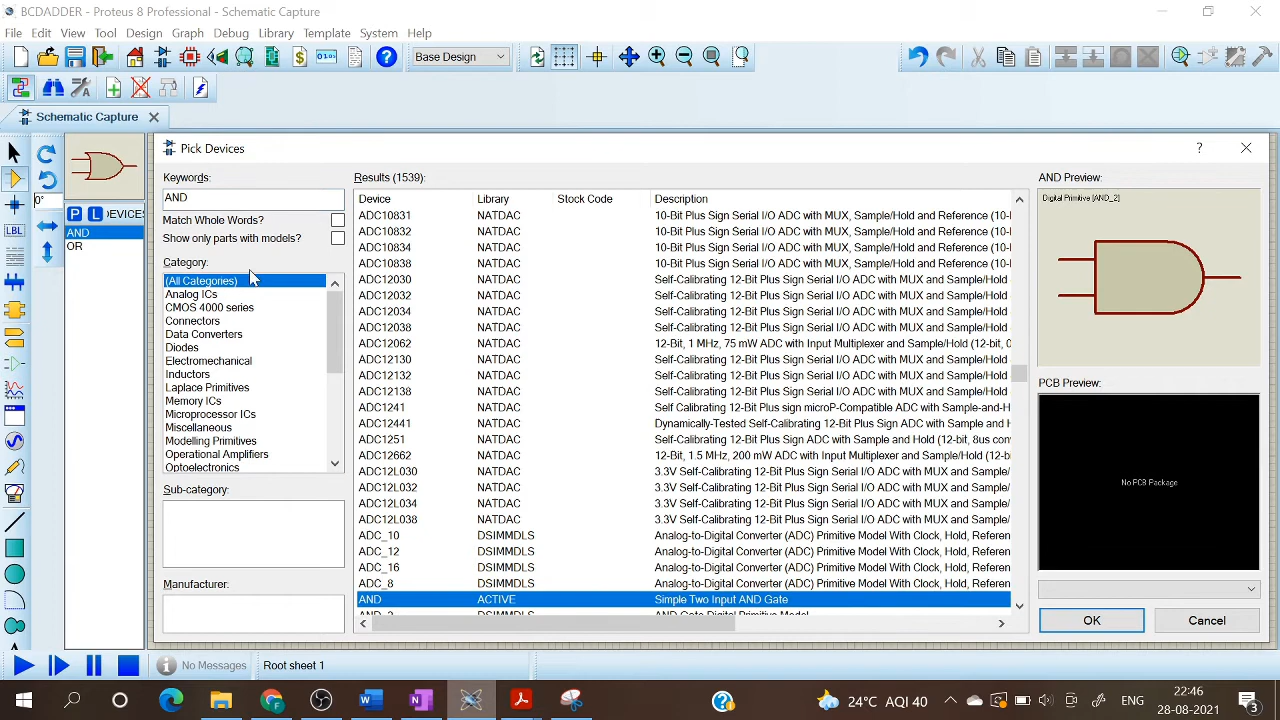 BCDADDER - Proteus 8 Professional - Schematic Capture
File Edit View Tool Design Graph Debug Library Template System Help
Base Design
Schematic Capture
Pick Devices
Keywords:
AND
Match Whole Words?
Show only parts with models?
Category:
(All Categories)
Analog ICs
CMOS 4000 series
Connectors
Data Converters
Diodes
Electromechanical
Inductors
Laplace Primitives
Memory ICs
Microprocessor ICs
Miscellaneous
Modelling Primitives
Operational Amplifiers
Optoelectronics
Sub-category:
Manufacturer:
0°
LBL
P L DEVICES
AND
OR
Results (1539):
Device Library Stock Code Description
ADC10831 NATDAC 10-Bit Plus Sign Serial I/O ADC with MUX, Sample/Hold and Reference (10-
ADC10832 NATDAC 10-Bit Plus Sign Serial I/O ADC with MUX, Sample/Hold and Reference (10-
ADC10834 NATDAC 10-Bit Plus Sign Serial I/O ADC with MUX, Sample/Hold and Reference (10-
ADC10838 NATDAC 10-Bit Plus Sign Serial I/O ADC with MUX, Sample/Hold and Reference (10-
ADC12030 NATDAC Self-Calibrating 12-Bit Plus Sign Serial I/O ADC with MUX and Sample/Hold
ADC12032 NATDAC Self-Calibrating 12-Bit Plus Sign Serial I/O ADC with MUX and Sample/Hold
ADC12034 NATDAC Self-Calibrating 12-Bit Plus Sign Serial I/O ADC with MUX and Sample/Hold
ADC12038 NATDAC Self-Calibrating 12-Bit Plus Sign Serial I/O ADC with MUX and Sample/Hold
ADC12062 NATDAC 12-Bit, 1 MHz, 75 mW ADC with Input Multiplexer and Sample/Hold (12-bit, 0
ADC12130 NATDAC Self-Calibrating 12-Bit Plus Sign Serial I/O ADC with MUX and Sample/Hold
ADC12132 NATDAC Self-Calibrating 12-Bit Plus Sign Serial I/O ADC with MUX and Sample/Hold
ADC12138 NATDAC Self-Calibrating 12-Bit Plus Sign Serial I/O ADC with MUX and Sample/Hold
ADC1241 NATDAC Self Calibrating 12-Bit Plus sign microP-Compatible ADC with Sample-and-H
ADC12441 NATDAC Dynamically-Tested Self-Calibrating 12-Bit Plus Sign ADC with Sample and H
ADC1251 NATDAC Self-Calibrating 12-Bit Plus Sign ADC with Sample and Hold (12-bit, 8us con
ADC12662 NATDAC 12-Bit, 1.5 MHz, 200 mW ADC with Input Multiplexer and Sample/Hold (12-bit
ADC12L030 NATDAC 3.3V Self-Calibrating 12-Bit Plus Sign Serial I/O ADC with MUX and Sample/
ADC12L032 NATDAC 3.3V Self-Calibrating 12-Bit Plus Sign Serial I/O ADC with MUX and Sample/
ADC12L034 NATDAC 3.3V Self-Calibrating 12-Bit Plus Sign Serial I/O ADC with MUX and Sample/
ADC12L038 NATDAC 3.3V Self-Calibrating 12-Bit Plus Sign Serial I/O ADC with MUX and Sample/
ADC_10 DSIMMDLS Analog-to-Digital Converter (ADC) Primitive Model With Clock, Hold, Referen
ADC_12 DSIMMDLS Analog-to-Digital Converter (ADC) Primitive Model With Clock, Hold, Referen
ADC_16 DSIMMDLS Analog-to-Digital Converter (ADC) Primitive Model With Clock, Hold, Referen
ADC_8 DSIMMDLS Analog-to-Digital Converter (ADC) Primitive Model With Clock, Hold, Referen
AND ACTIVE Simple Two Input AND Gate
AND_2 DSIMMDLS AND Gate Digital Primitive Model
AND Preview:
Digital Primitive [AND_2]
PCB Preview:
No PCB Package
OK Cancel
No Messages Root sheet 1
24°C AQI 40 ENG 22:46
28-08-2021
3